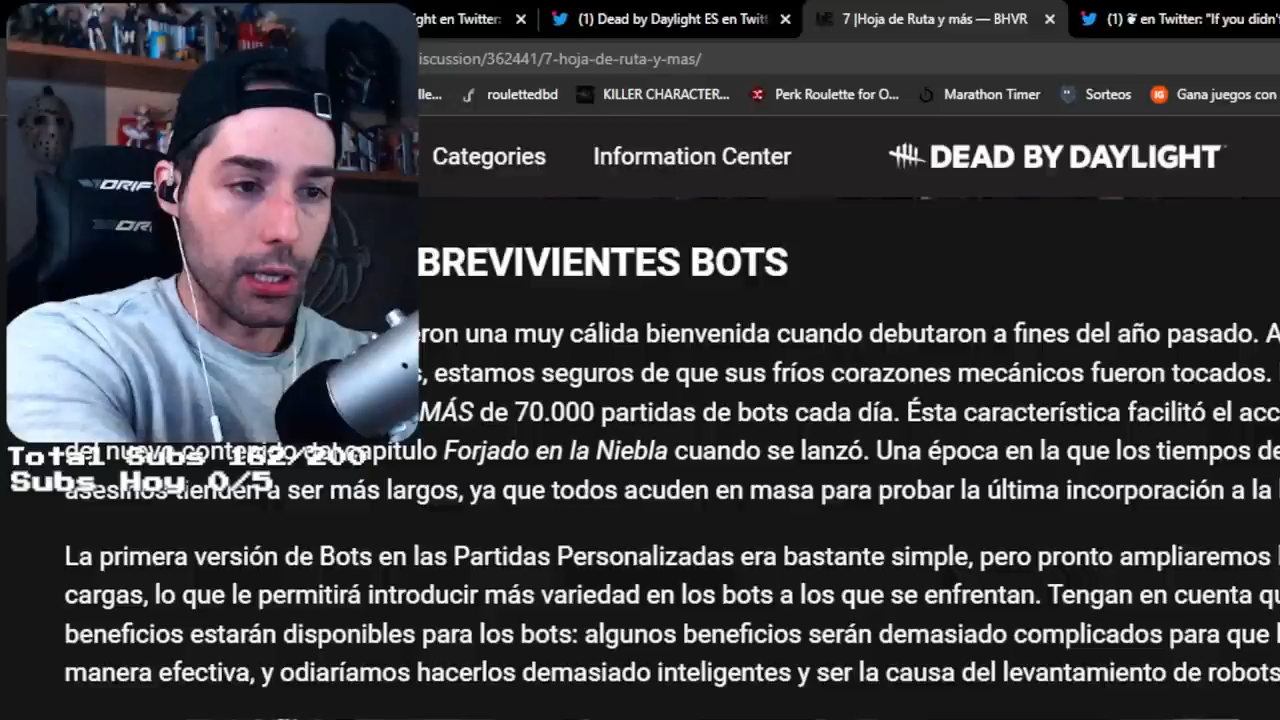 ght en Twitter:
(1) Dead by Daylight ES en Twitt
7 |Hoja de Ruta y más — BHVR
(1) en Twitter: "If you didn'
iscussion/362441/7-hoja-de-ruta-y-mas/
lle...
roulettedbd
KILLER CHARACTER...
Perk Roulette for O...
Marathon Timer
Sorteos
IG
Gana juegos con
Categories
Information Center
DEAD BY DAYLIGHT
DRIF
DR
BREVIVIENTES BOTS
eron una muy cálida bienvenida cuando debutaron a fines del año pasado. A
s, estamos seguros de que sus fríos corazones mecánicos fueron tocados.
MÁS de 70.000 partidas de bots cada día. Ésta característica facilitó el acc
del nuevo contenido del capítulo Forjado en la Niebla cuando se lanzó. Una época en la que los tiempos de
Total Subs 162/200
Subs Hoy 0/5
asesinos tienden a ser más largos, ya que todos acuden en masa para probar la última incorporación a la
La primera versión de Bots en las Partidas Personalizadas era bastante simple, pero pronto ampliaremos
cargas, lo que le permitirá introducir más variedad en los bots a los que se enfrentan. Tengan en cuenta qu
beneficios estarán disponibles para los bots: algunos beneficios serán demasiado complicados para que
manera efectiva, y odiaríamos hacerlos demasiado inteligentes y ser la causa del levantamiento de robots